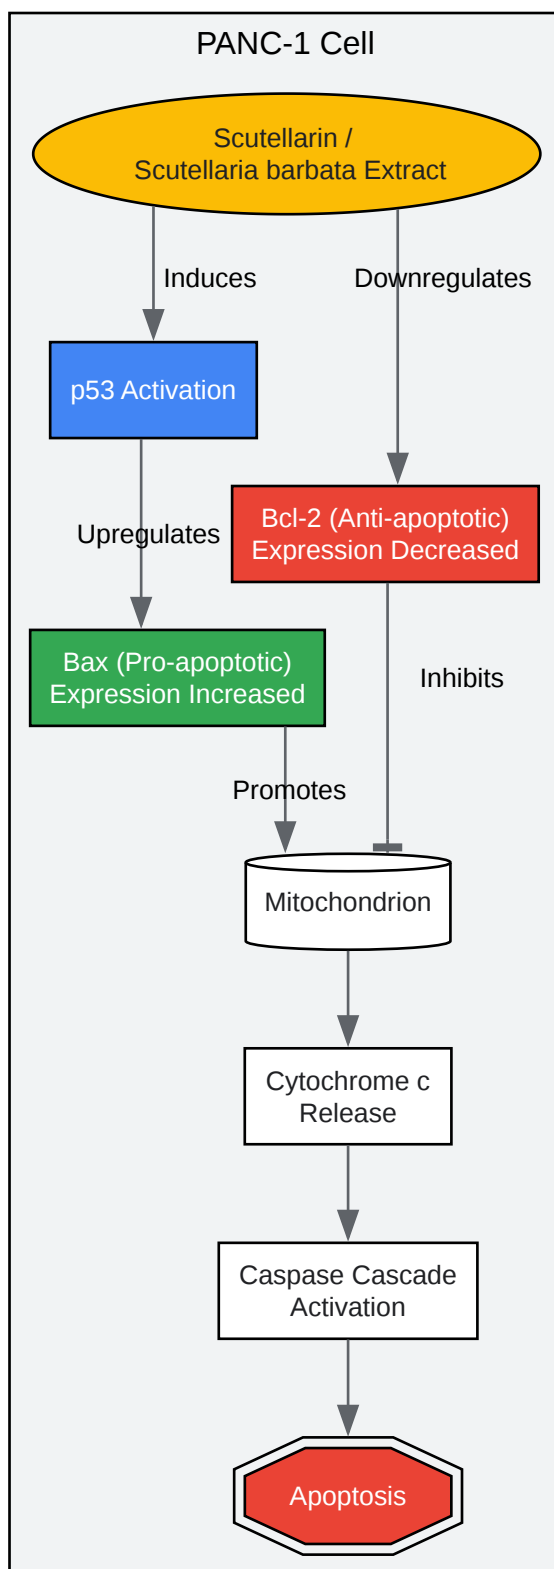 PANC-1 Cell
Scutellarin /
Scutellaria barbata Extract
Induces
Downregulates
p53 Activation
Bcl-2 (Anti-apoptotic)
Expression Decreased
Upregulates
Bax (Pro-apoptotic)
Expression Increased
Inhibits
Promotes
Mitochondrion
Cytochrome c
Release
Caspase Cascade
Activation
Apoptosis